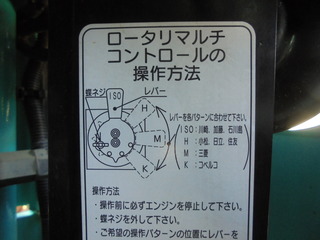 ロータリマルチ
コントロールの
操作方法
蝶ネジ
レバー
ISO
H
M
K
8
レバーを各パターンに合わせて下さい。
ISO:川崎、加藤、石川島
H :小松、日立、住友
M :三菱
K :コベルコ
操作方法
・操作前に必ずエンジンを停止して下さい。
・蝶ネジを外して下さい。
・ご希望の操作パターンの位置にレバーを